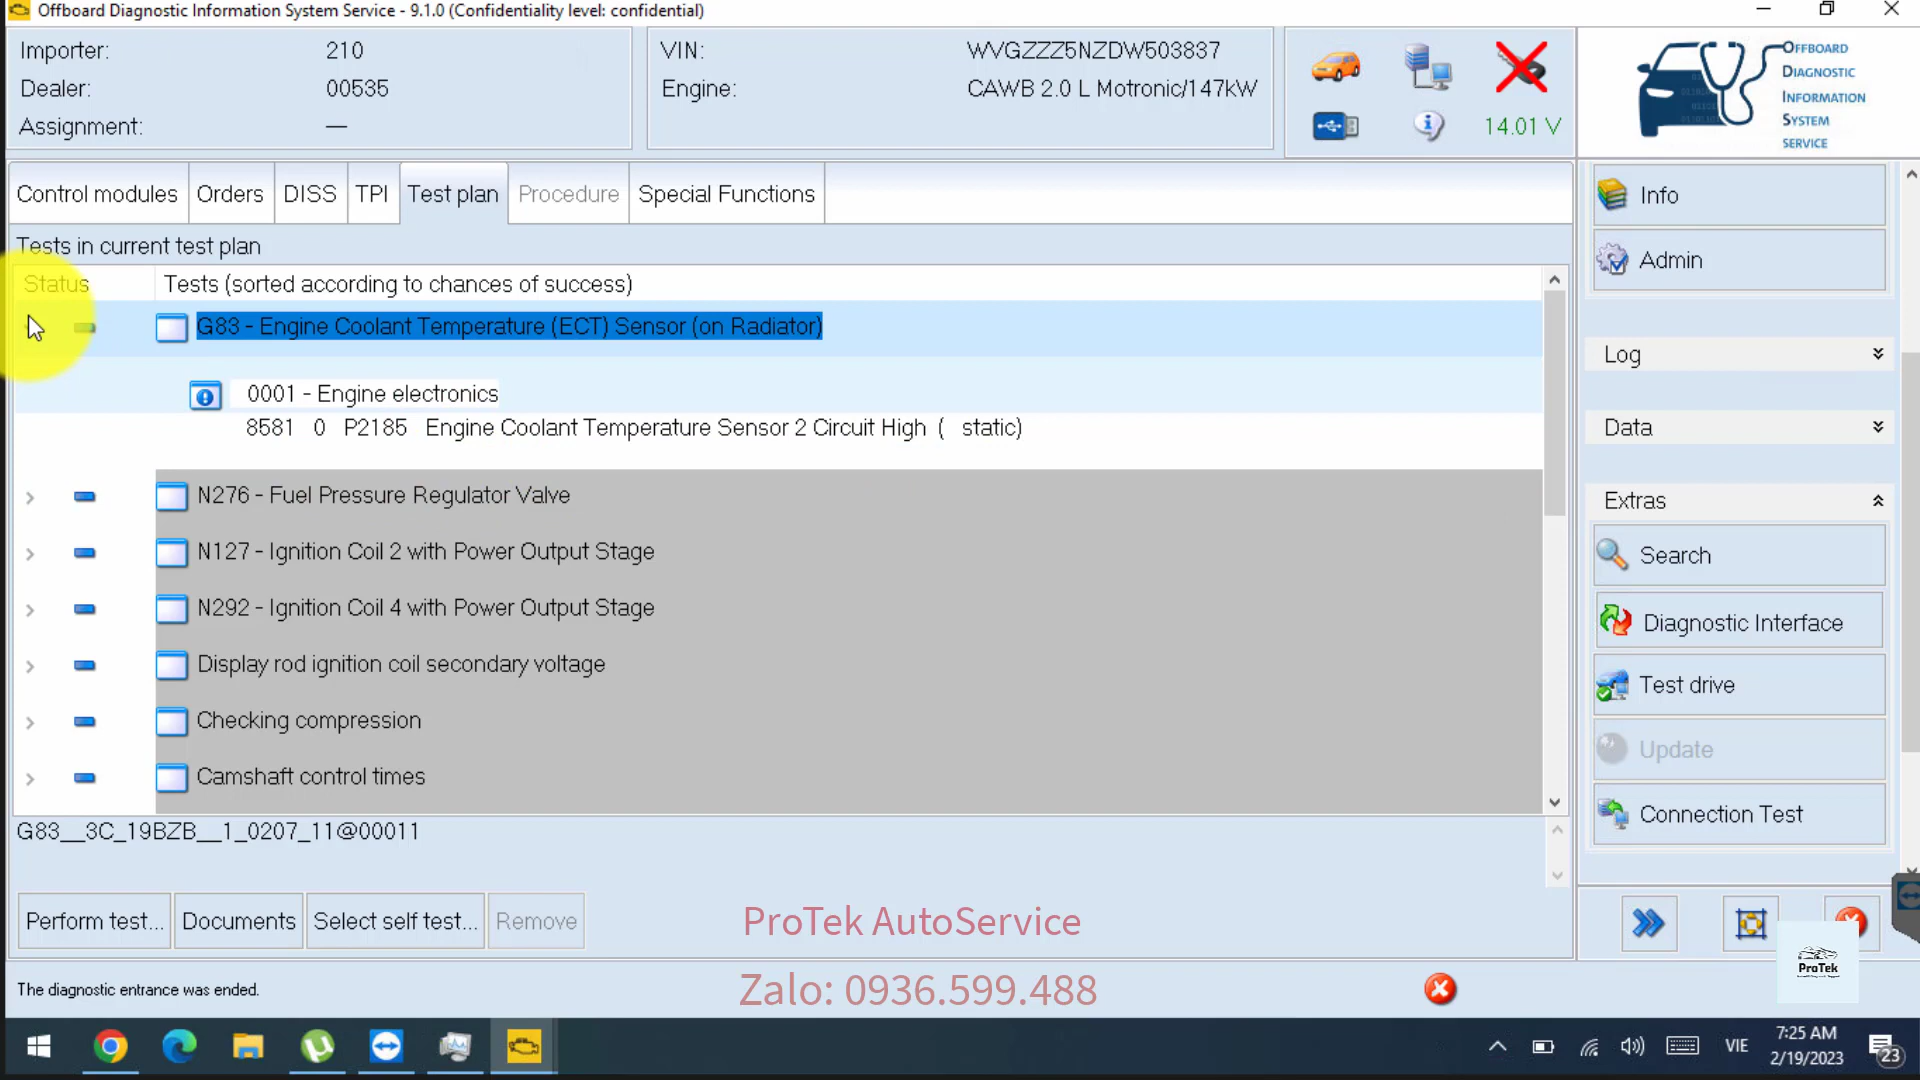 Offboard Diagnostic Information System Service - 9.1.0 (Confidentiality level: confidential)
Importer: 210
Dealer: 00535
Assignment: —
VIN: WVGZZZ5NZDW503837
Engine: CAWB 2.0 L Motronic/147kW
14.01 V
OFFBOARD
DIAGNOSTIC
INFORMATION
SYSTEM
SERVICE
Control modules Orders DISS TPI Test plan Procedure Special Functions
Tests in current test plan
Status Tests (sorted according to chances of success)
G83 - Engine Coolant Temperature (ECT) Sensor (on Radiator)
0001 - Engine electronics
8581 0 P2185 Engine Coolant Temperature Sensor 2 Circuit High ( static)
N276 - Fuel Pressure Regulator Valve
N127 - Ignition Coil 2 with Power Output Stage
N292 - Ignition Coil 4 with Power Output Stage
Display rod ignition coil secondary voltage
Checking compression
Camshaft control times
G83__3C_19BZB__1_0207_11@00011
Perform test... Documents Select self test... Remove
Info
Admin
Log
Data
Extras
Search
Diagnostic Interface
Test drive
Update
Connection Test
ProTek AutoService
Zalo: 0936.599.488
ProTek
The diagnostic entrance was ended.
VIE
7:25 AM
2/19/2023
23